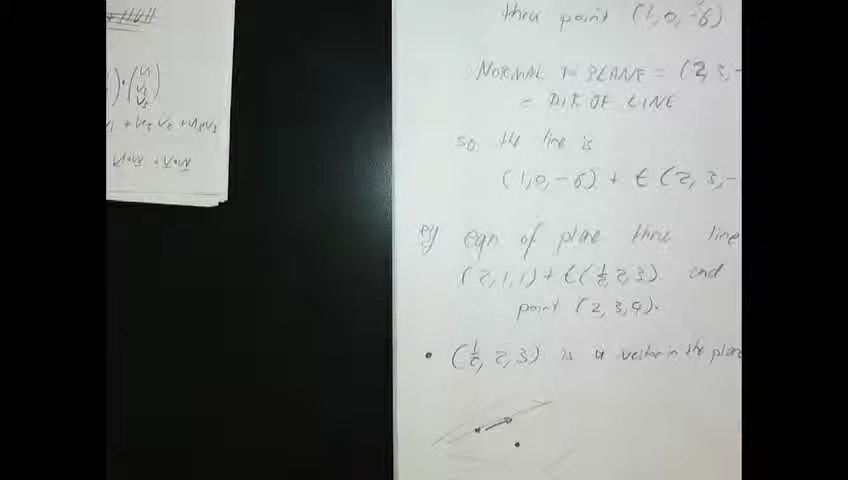 thru point (1, 0, -6)
NORMAL TO PLANE = (2, 3, -
= DIR OF LINE
so the line is
(1, 0, -6) + t (2, 3, -
eg eqn of plane thru line
(2, 1, 1) + t(½, 2, 3) and
point (2, 3, 4).
• (½, 2, 3) is a vector in the plane